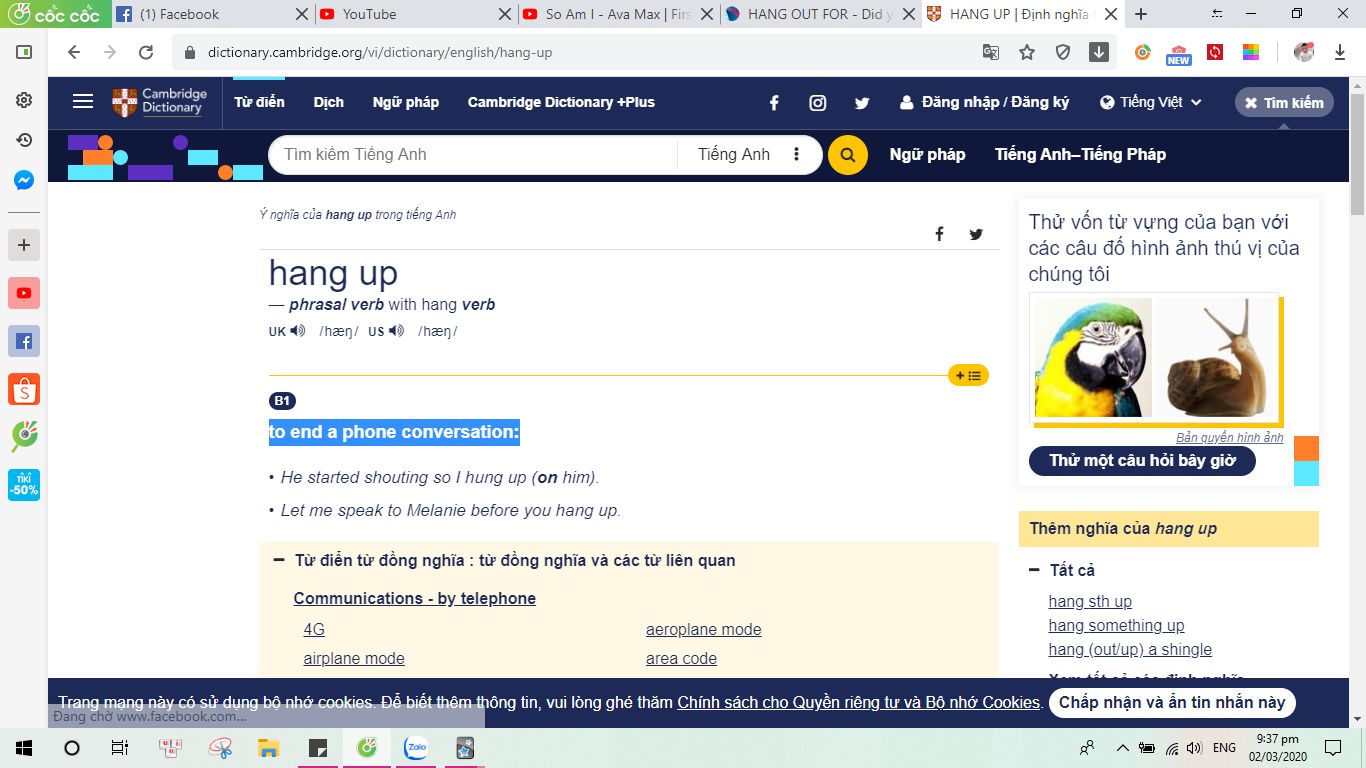 cốc cốc
(1) Facebook
YouTube
So Am I - Ava Max | Firs
HANG OUT FOR - Did y
HANG UP | Định nghĩa
dictionary.cambridge.org/vi/dictionary/english/hang-up
NEW
Cambridge
Dictionary
Từ điển
Dịch
Ngữ pháp
Cambridge Dictionary +Plus
Đăng nhập / Đăng ký
Tiếng Việt
Tìm kiếm
Tìm kiếm Tiếng Anh
Tiếng Anh
Ngữ pháp
Tiếng Anh–Tiếng Pháp
Ý nghĩa của hang up trong tiếng Anh
hang up
— phrasal verb with hang verb
UK /hæŋ/ US /hæŋ/
B1
to end a phone conversation:
• He started shouting so I hung up (on him).
• Let me speak to Melanie before you hang up.
Từ điển từ đồng nghĩa : từ đồng nghĩa và các từ liên quan
Communications - by telephone
4G
aeroplane mode
airplane mode
area code
Thử vốn từ vựng của bạn với
các câu đố hình ảnh thú vị của
chúng tôi
Bản quyền hình ảnh
Thử một câu hỏi bây giờ
Thêm nghĩa của hang up
Tất cả
hang sth up
hang something up
hang (out/up) a shingle
Xem tất cả các định nghĩa
TIKI
-50%
Trang mạng này có sử dụng bộ nhớ cookies. Để biết thêm thông tin, vui lòng ghé thăm Chính sách cho Quyền riêng tư và Bộ nhớ Cookies.
Chấp nhận và ẩn tin nhắn này
Đang chờ www.facebook.com...
Zalo
ENG
9:37 pm
02/03/2020